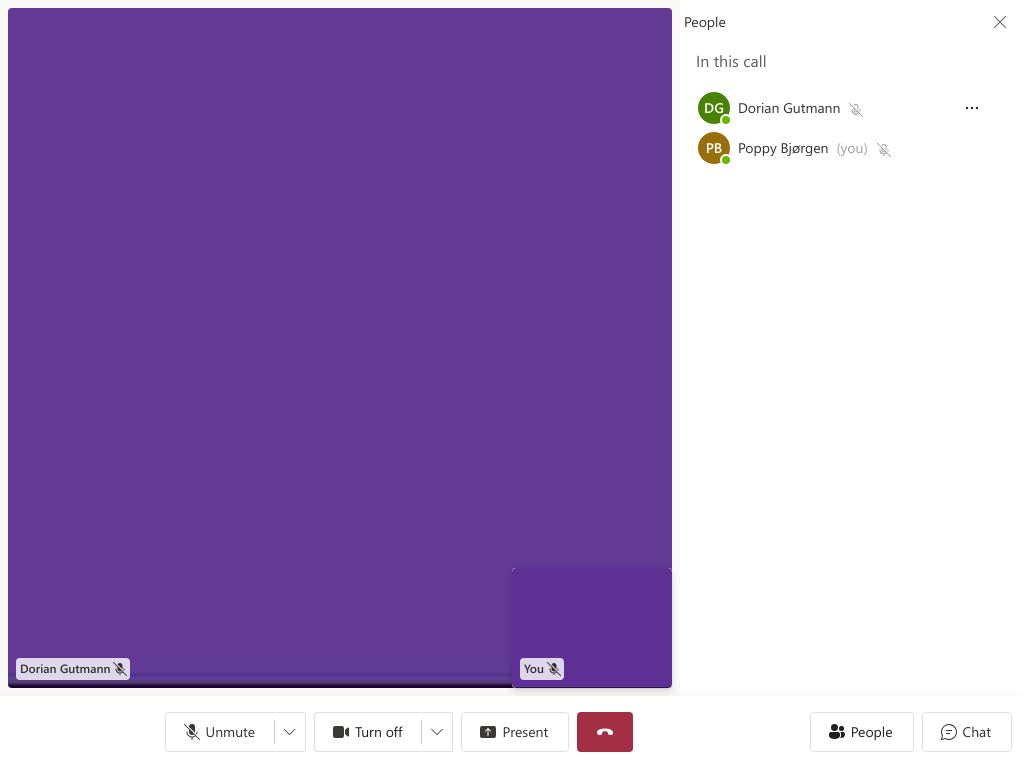 People
In this call
DG Dorian Gutmann
PB Poppy Bjørgen (you)
Dorian Gutmann
You
Unmute
Turn off
Present
People
Chat